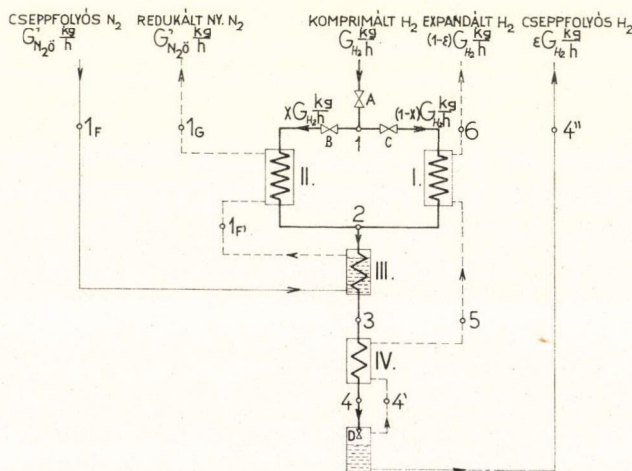 CSEPPFOLYÓS N₂
G'N₂ö kg/h
REDUKÁLT NY. N₂
G'N₂ö kg/h
KOMPRIMÁLT H₂
GH₂ kg/h
EXPANDÁLT H₂
(1-ε)GH₂ kg/h
CSEPPFOLYÓS H₂
εGH₂ kg/h
A
XGH₂ kg/h
(1-X)GH₂ kg/h
1F
1G
B
1
C
6
4"
II.
I.
2
1F'
III.
3
5
IV.
4
4'
D